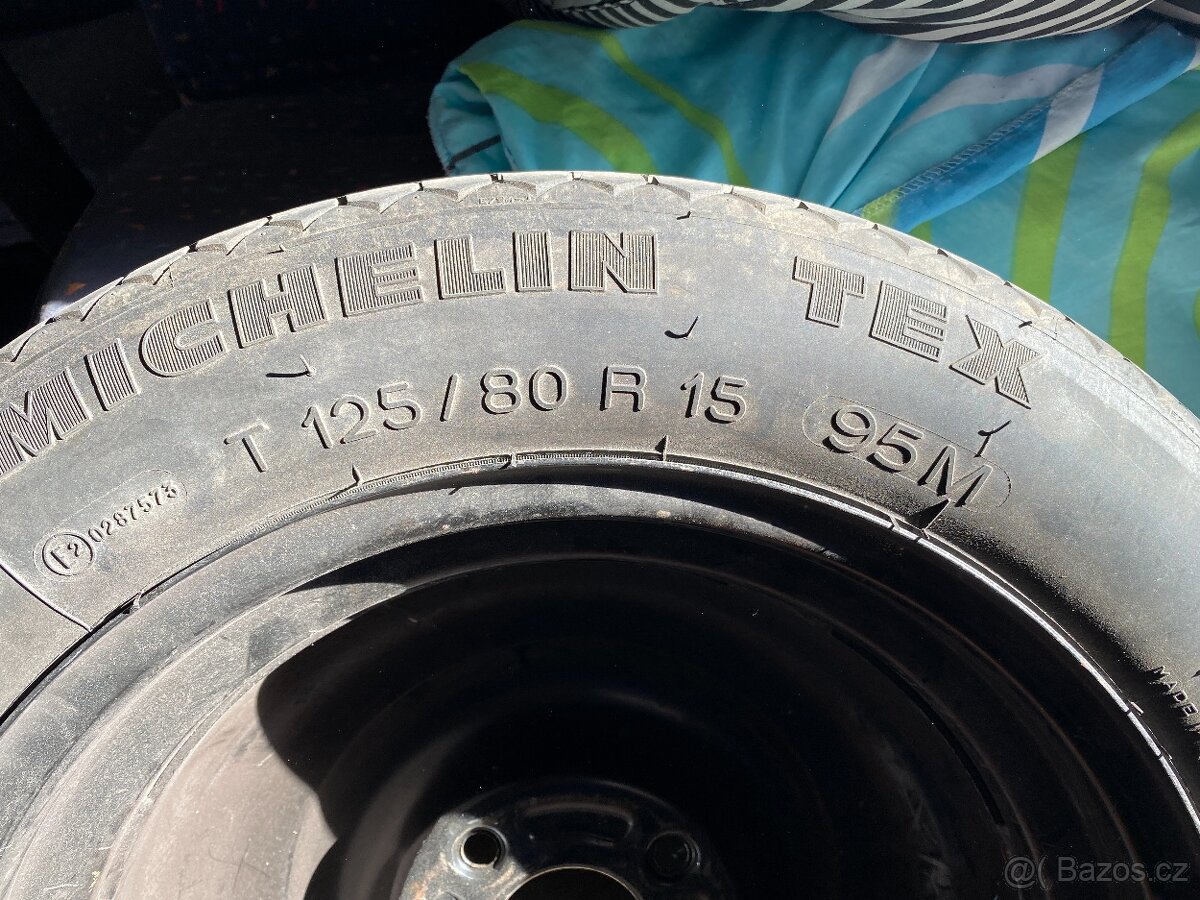 MICHELIN TEX
T 125/80 R 15 95M
E2 0287573
MADE IN
@( Bazos.cz